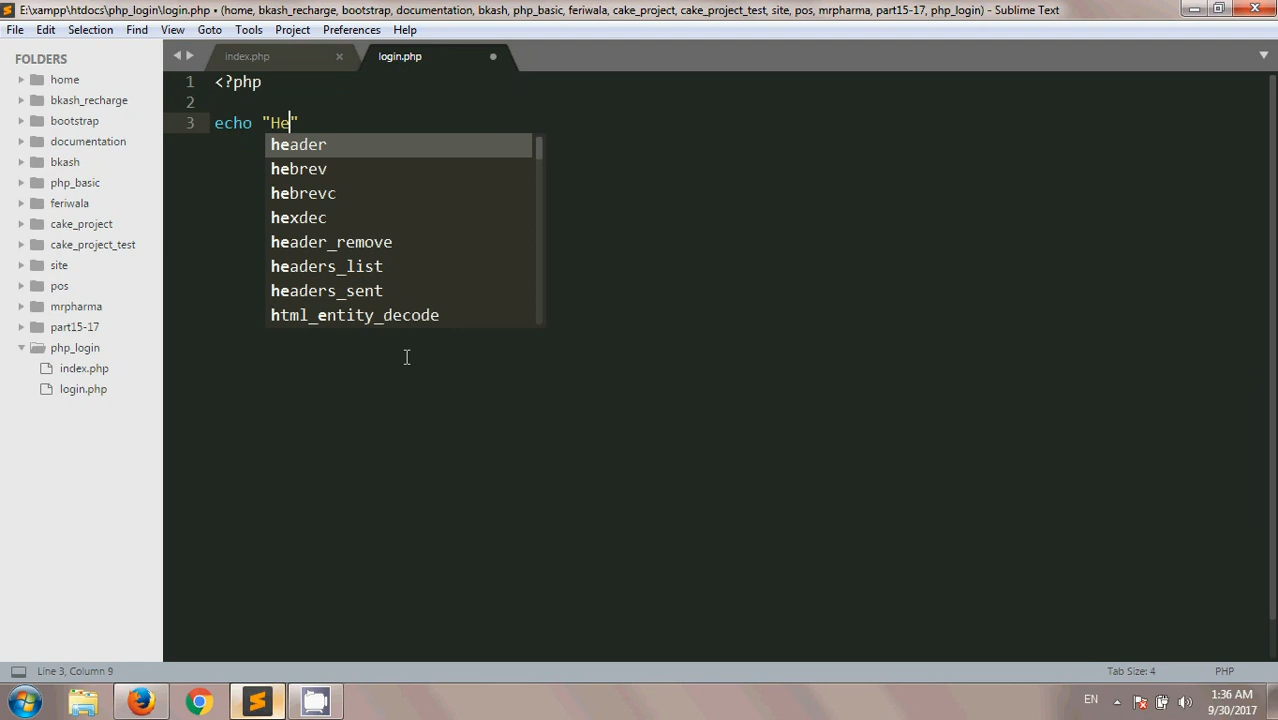 E:\xampp\htdocs\php_login\login.php • (home, bkash_recharge, bootstrap, documentation, bkash, php_basic, feriwala, cake_project, cake_project_test, site, pos, mrpharma, part15-17, php_login) - Sublime Text
File Edit Selection Find View Goto Tools Project Preferences Help
FOLDERS
home
bkash_recharge
bootstrap
documentation
bkash
php_basic
feriwala
cake_project
cake_project_test
site
pos
mrpharma
part15-17
php_login
index.php
login.php
index.php login.php
1 <?php
2
3 echo "He"
header
hebrev
hebrevc
hexdec
header_remove
headers_list
headers_sent
html_entity_decode
Line 3, Column 9 Tab Size: 4 PHP
EN 1:36 AM
9/30/2017